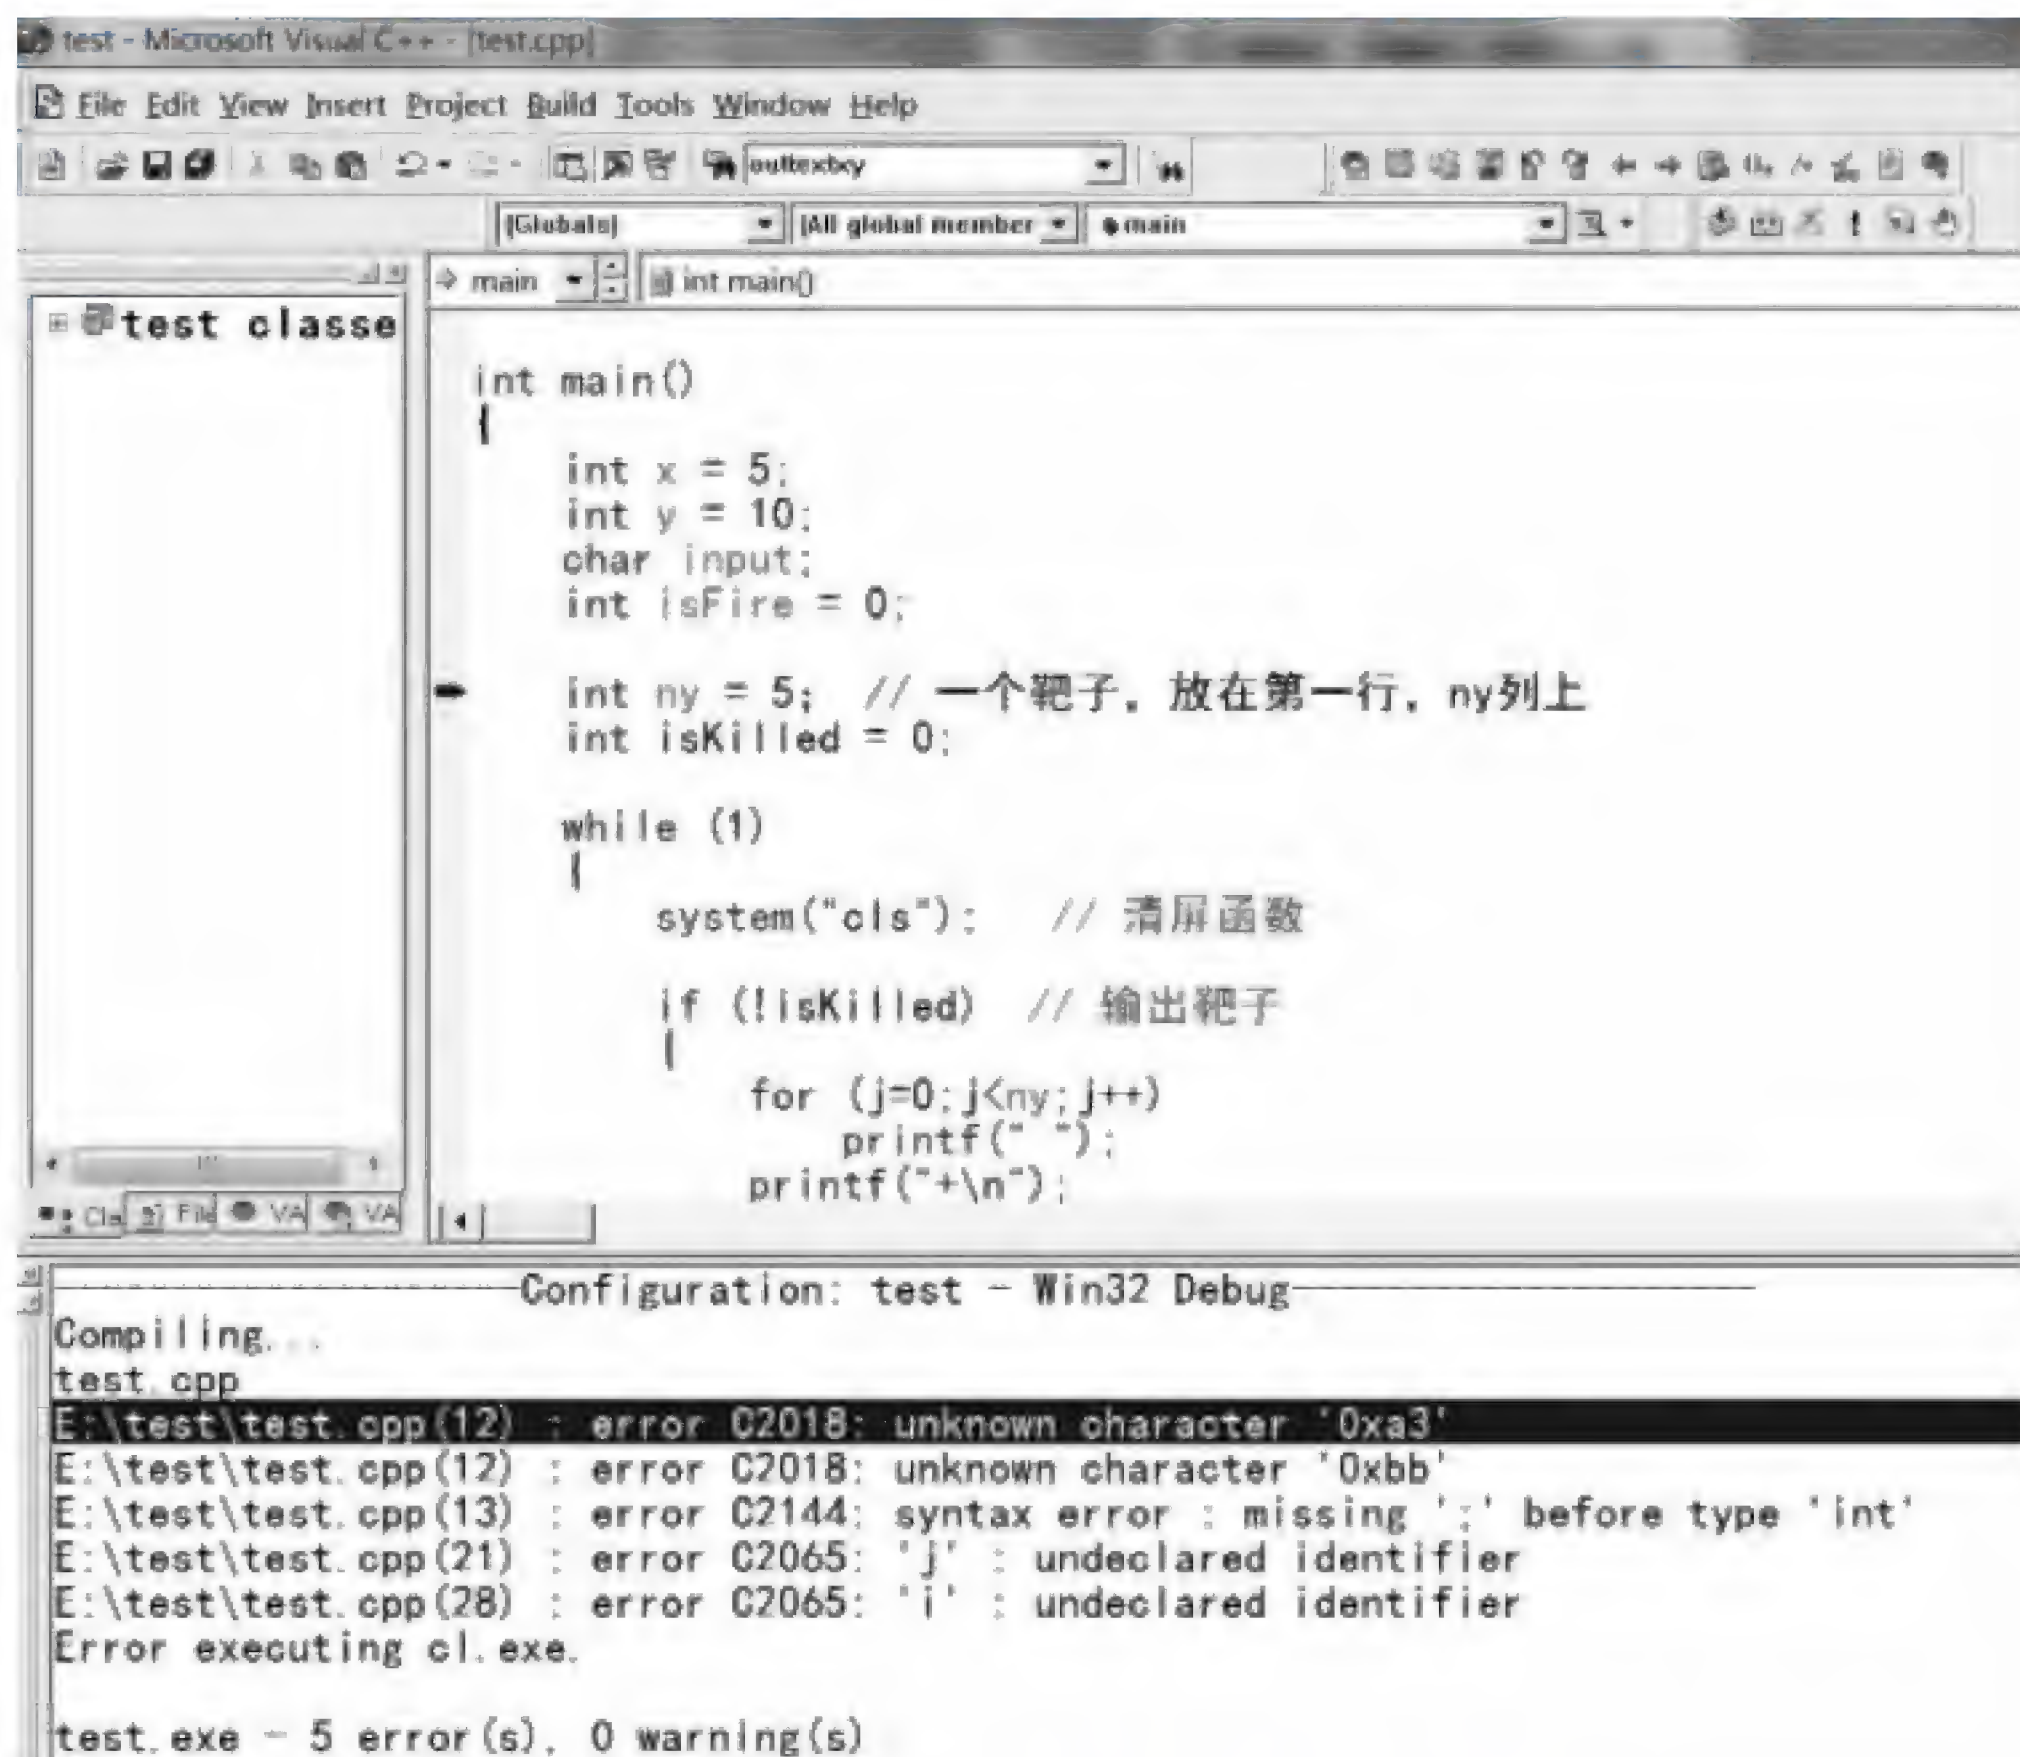 test - Microsoft Visual C++ - [test.cpp]
File Edit View Insert Project Build Tools Window Help
outtextxy
(Globals) (All global member main
main int main()
test classe
int main()
{
int x = 5;
int y = 10;
char input;
int isFire = 0;
int ny = 5; // 一个靶子，放在第一行，ny列上
int isKilled = 0;
while (1)
{
system("cls"); // 清屏函数
if (!isKilled) // 输出靶子
{
for (j=0;j<ny;j++)
printf(" ");
printf("+\n");
Cla File VA VA
Configuration: test - Win32 Debug
Compiling...
test.cpp
E:\test\test.cpp(12) : error C2018: unknown character '0xa3'
E:\test\test.cpp(12) : error C2018: unknown character '0xbb'
E:\test\test.cpp(13) : error C2144: syntax error : missing ';' before type 'int'
E:\test\test.cpp(21) : error C2065: 'j' : undeclared identifier
E:\test\test.cpp(28) : error C2065: 'i' : undeclared identifier
Error executing cl.exe.
test.exe - 5 error(s), 0 warning(s)